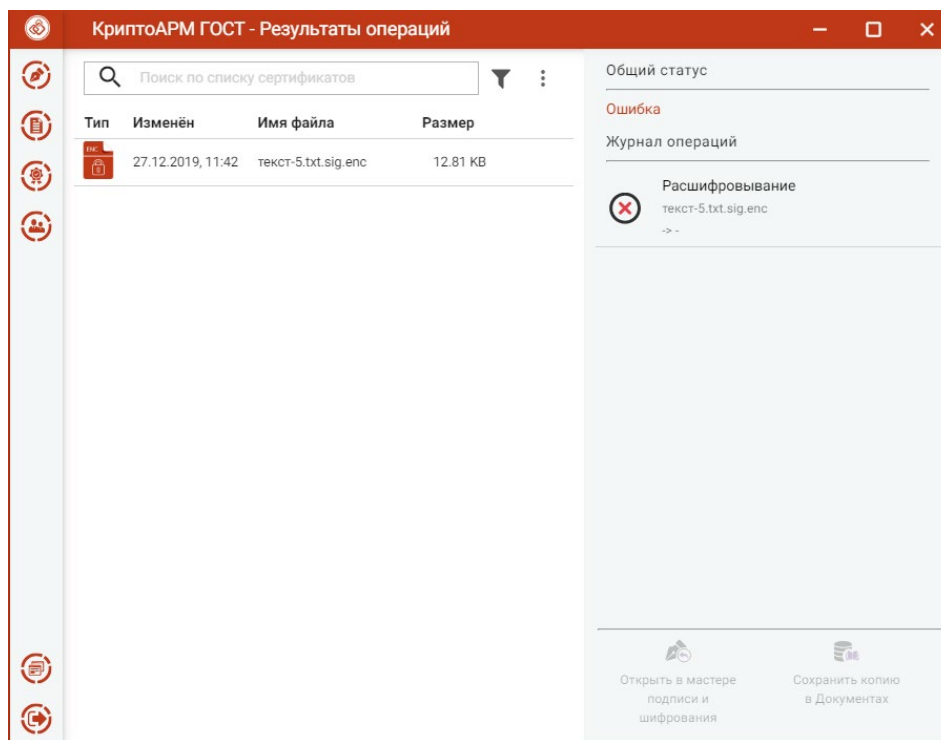 КриптоАРМ ГОСТ - Результаты операций
Поиск по списку сертификатов
Тип Изменён Имя файла Размер
ENC
27.12.2019, 11:42 текст-5.txt.sig.enc 12.81 KB
Общий статус
Ошибка
Журнал операций
Расшифровывание
текст-5.txt.sig.enc
-> -
Открыть в мастере
подписи и
шифрования
Сохранить копию
в Документах